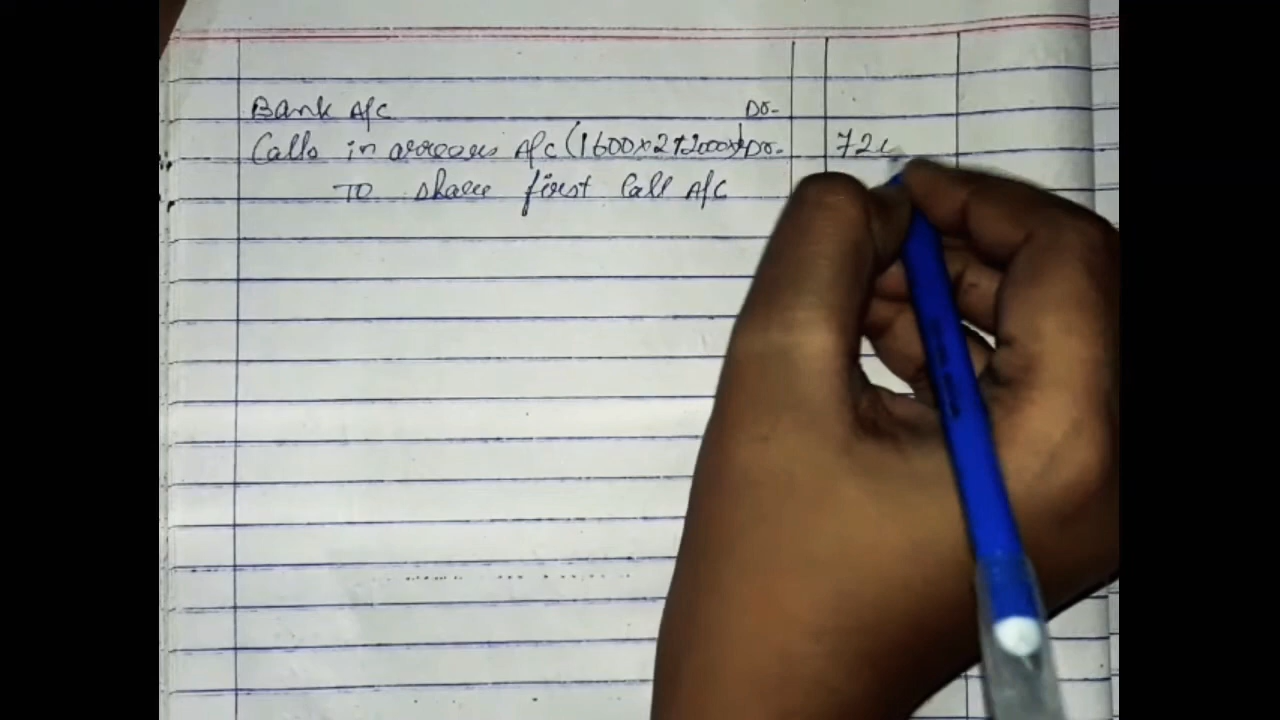 Bank A/C Dr.
Calls in arrears A/C (1600×2+2000× Dr. 72
To share first Call A/C